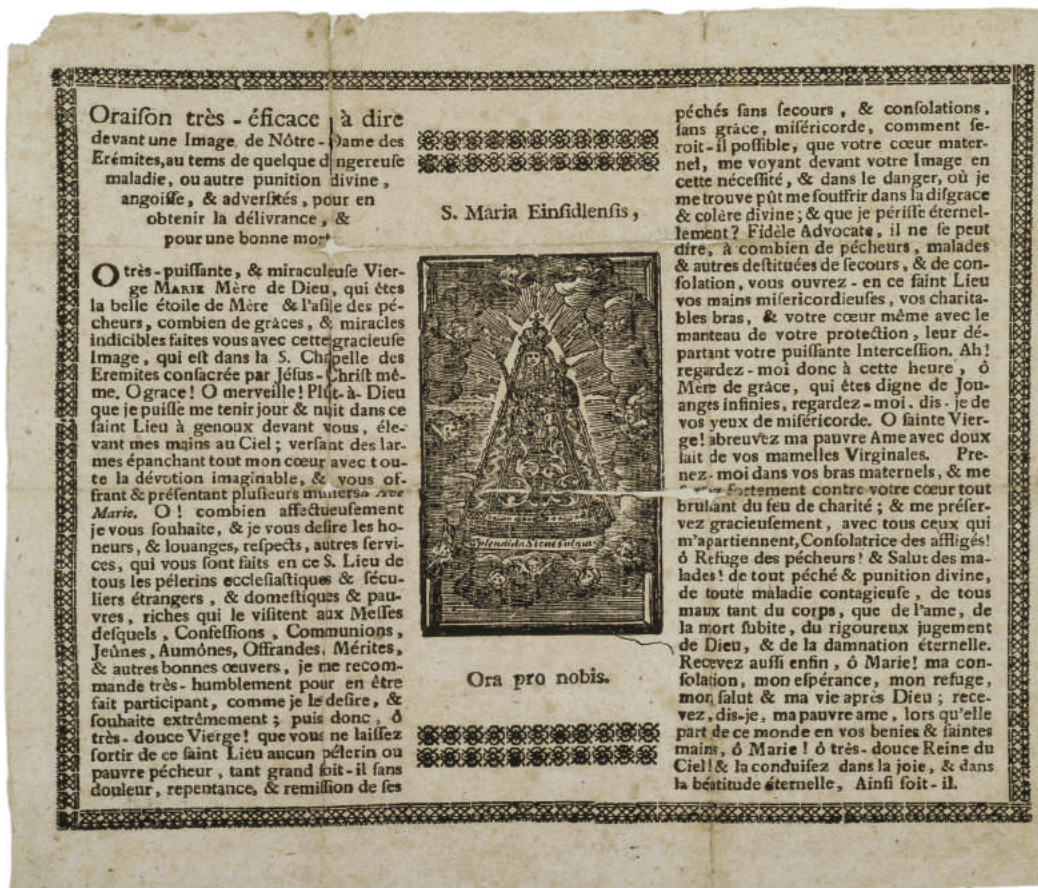 Oraiſon très-éficace à dire
devant une Image de Nôtre-Dame des
Erémites, au tems de quelque dangereuſe
maladie, ou autre punition divine,
angoiſſe, & adverſités, pour en
obtenir la délivrance, &
pour une bonne mort
O très-puiſſante, & miraculeuſe Vier-
ge MARIE Mère de Dieu, qui êtes
la belle étoile de Mère & l'aſile des pé-
cheurs, combien de grâces, & miracles
indicibles faites vous avec cette gracieuſe
Image, qui eſt dans la S. Chapelle des
Eremites conſacrée par Jéſus-Chriſt mê-
me. O grace! O merveille! Plût-à-Dieu
que je puiſſe me tenir jour & nuit dans ce
ſaint Lieu à genoux devant vous, éle-
vant mes mains au Ciel; verſant des lar-
mes épanchant tout mon cœur avec tou-
te la dévotion imaginable, & vous of-
frant & préſentant pluſieurs Ave
Marie. O! combien affectueuſement
je vous ſouhaite, & je vous deſire les ho-
neurs, & louanges, reſpects, autres ſervi-
ces, qui vous ſont faits en ce S. Lieu de
tous les pélerins eccleſiaſtiques & ſécu-
liers étrangers, & domeſtiques & pau-
vres, riches qui le viſitent aux Meſſes
deſquels, Confeſſions, Communions,
Jeûnes, Aumônes, Offrandes, Mérites,
& autres bonnes œuvers, je me recom-
mande très-humblement pour en être
fait participant, comme je le deſire, &
ſouhaite extrêmement; puis donc, ô
très-douce Vierge! que vous ne laiſſez
ſortir de ce ſaint Lieu aucun pélerin ou
pauvre pécheur, tant grand ſoit-il ſans
douleur, repentance, & remiſſion de ſes
S. Maria Einſidlenſis,
Ora pro nobis.
péchés ſans ſecours, & conſolations,
ſans grâce, miſéricorde, comment ſe-
roit-il poſſible, que votre cœur mater-
nel, me voyant devant votre Image en
cette néceſſité, & dans le danger, où je
me trouve pût me ſouffrir dans la diſgrace
& colère divine; & que je périſſe éternel-
lement? Fidèle Advocate, il ne ſe peut
dire, à combien de pécheurs, malades
& autres deſtituées de ſecours, & de con-
ſolation, vous ouvrez-en ce ſaint Lieu
vos mains miſericordieuſes, vos charita-
bles bras, & votre cœur même avec le
manteau de votre protection, leur dé-
partant votre puiſſante Interceſſion. Ah!
regardez-moi donc à cette heure, ô
Mère de grâce, qui êtes digne de Jou-
anges infinies, regardez-moi, dis-je de
vos yeux de miſéricorde. O ſainte Vier-
ge! abreuvez ma pauvre Ame avec doux
lait de vos mamelles Virginales. Pre-
nez-moi dans vos bras maternels, & me
fortement contre votre cœur tout
brulant du feu de charité; & me préſer-
vez gracieuſement, avec tous ceux qui
m'apartiennent, Conſolatrice des affligés!
ô Refuge des pécheurs! & Salut des ma-
lades! de tout péché & punition divine,
de toute màladie contagieuſe, de tous
maux tant du corps, que de l'ame, de
la mort ſubite, du rigoureux jugement
de Dieu, & de la damnation éternelle.
Recevez auſſi enfin, ô Marie! ma con-
ſolation, mon eſpérance, mon refuge,
mon ſalut & ma vie après Dieu; rece-
vez, dis-je, ma pauvre ame, lors qu'elle
part de ce monde en vos benies & ſaintes
mains, ô Marie! ô très-douce Reine du
Ciel! & la conduiſez dans la joie, & dans
la béatitude éternelle, Ainſi ſoit-il.